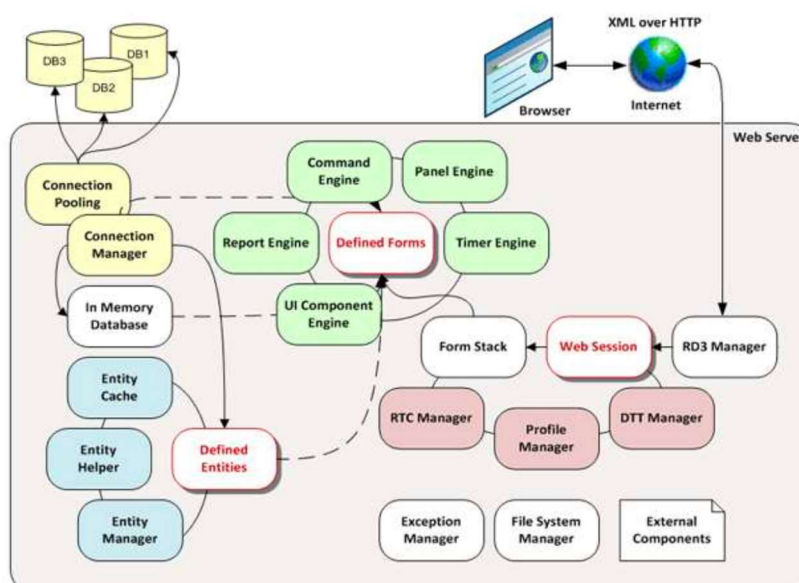 XML over HTTP
DB1
DB3
DB2
Browser
Internet
Web Serve
Command
Engine
Panel Engine
Connection
Pooling
Connection
Manager
Report Engine
Defined Forms
Timer Engine
In Memory
Database
UI Component
Engine
Form Stack
Web Session
RD3 Manager
Entity
Cache
RTC Manager
Profile
Manager
DTT Manager
Entity
Helper
Defined
Entities
Entity
Manager
Exception
Manager
File System
Manager
External
Components